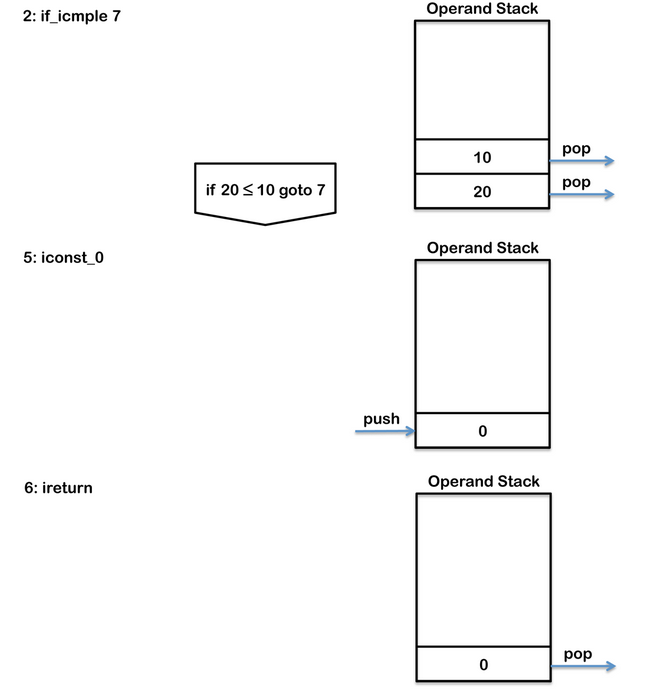 2: if_icmple 7
Operand Stack
10
pop
20
pop
if 20 ≤ 10 goto 7
5: iconst_0
Operand Stack
push
0
6: ireturn
Operand Stack
0
pop